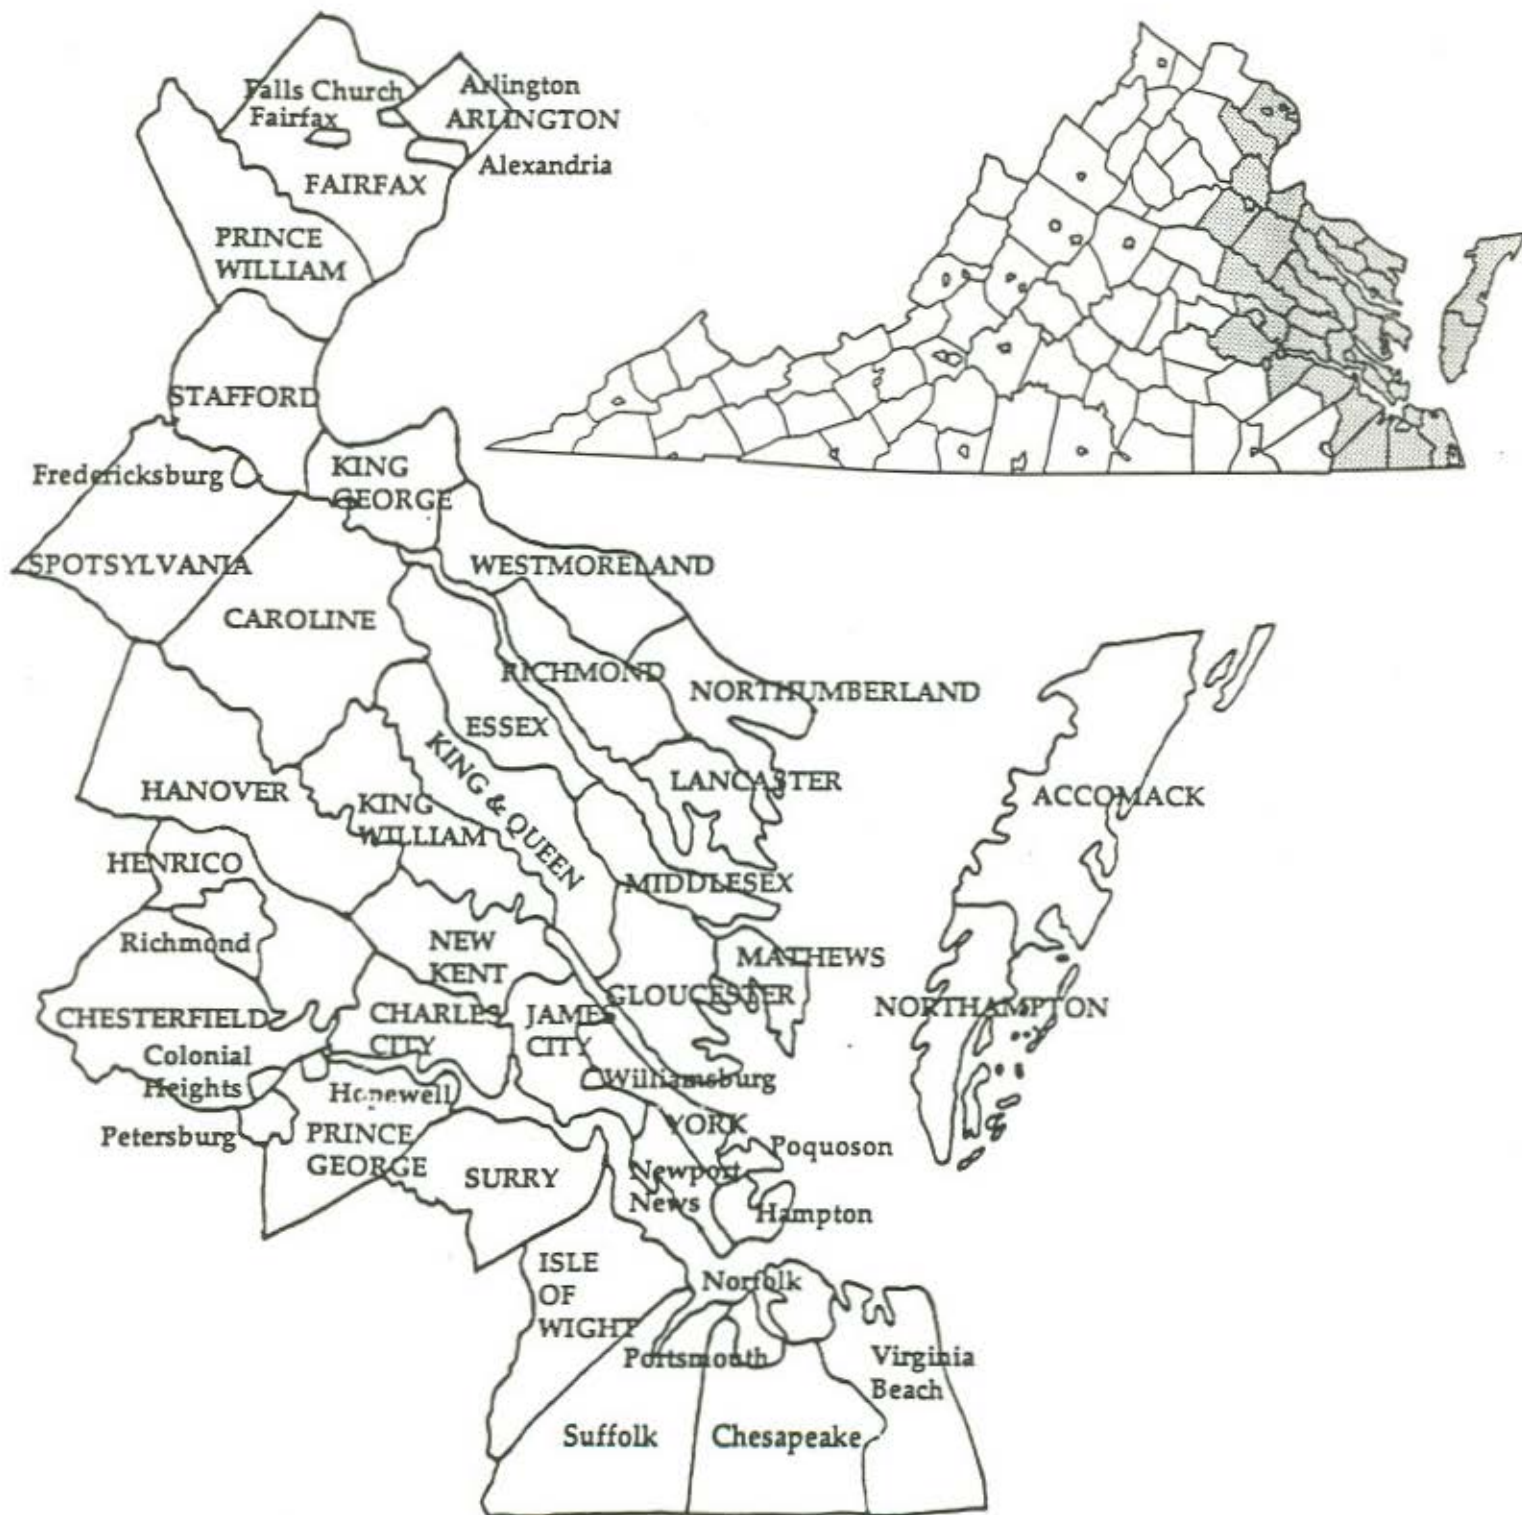 Falls Church
Arlington
Fairfax
ARLINGTON
Alexandria
FAIRFAX
PRINCE
WILLIAM
STAFFORD
Fredericksburg
KING
GEORGE
SPOTSYLVANIA
WESTMORELAND
CAROLINE
RICHMOND
NORTHUMBERLAND
ESSEX
KING & QUEEN
LANCASTER
HANOVER
KING
WILLIAM
ACCOMACK
HENRICO
MIDDLESEX
Richmond
NEW
KENT
MATHEWS
GLOUCESTER
NORTHAMPTON
CHESTERFIELD
CHARLES
CITY
JAMES
CITY
Colonial
Heights
Hopewell
Williamsburg
Petersburg
PRINCE
GEORGE
YORK
Poquoson
SURRY
Newport
News
Hampton
ISLE
OF
WIGHT
Norfolk
Portsmouth
Virginia
Beach
Suffolk
Chesapeake